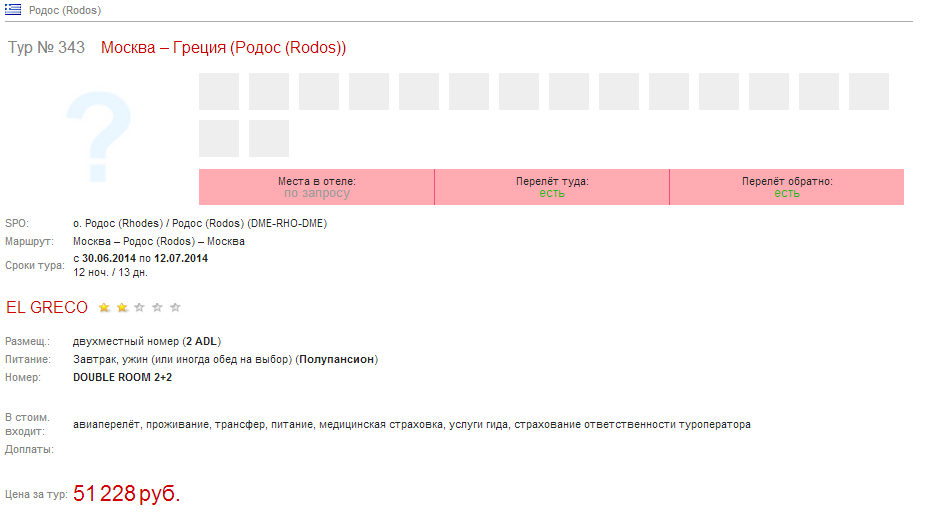 Родос (Rodos)
Тур № 343 Москва – Греция (Родос (Rodos))
?
Места в отеле: Перелёт туда: Перелёт обратно:
по запросу есть есть
SPO: о. Родос (Rhodes) / Родос (Rodos) (DME-RHO-DME)
Маршрут: Москва – Родос (Rodos) – Москва
Сроки тура: с 30.06.2014 по 12.07.2014
12 ноч. / 13 дн.
EL GRECO
Размещ.: двухместный номер (2 ADL)
Питание: Завтрак, ужин (или иногда обед на выбор) (Полупансион)
Номер: DOUBLE ROOM 2+2
В стоим. входит: авиаперелёт, проживание, трансфер, питание, медицинская страховка, услуги гида, страхование ответственности туроператора
Доплаты:
Цена за тур: 51 228 руб.